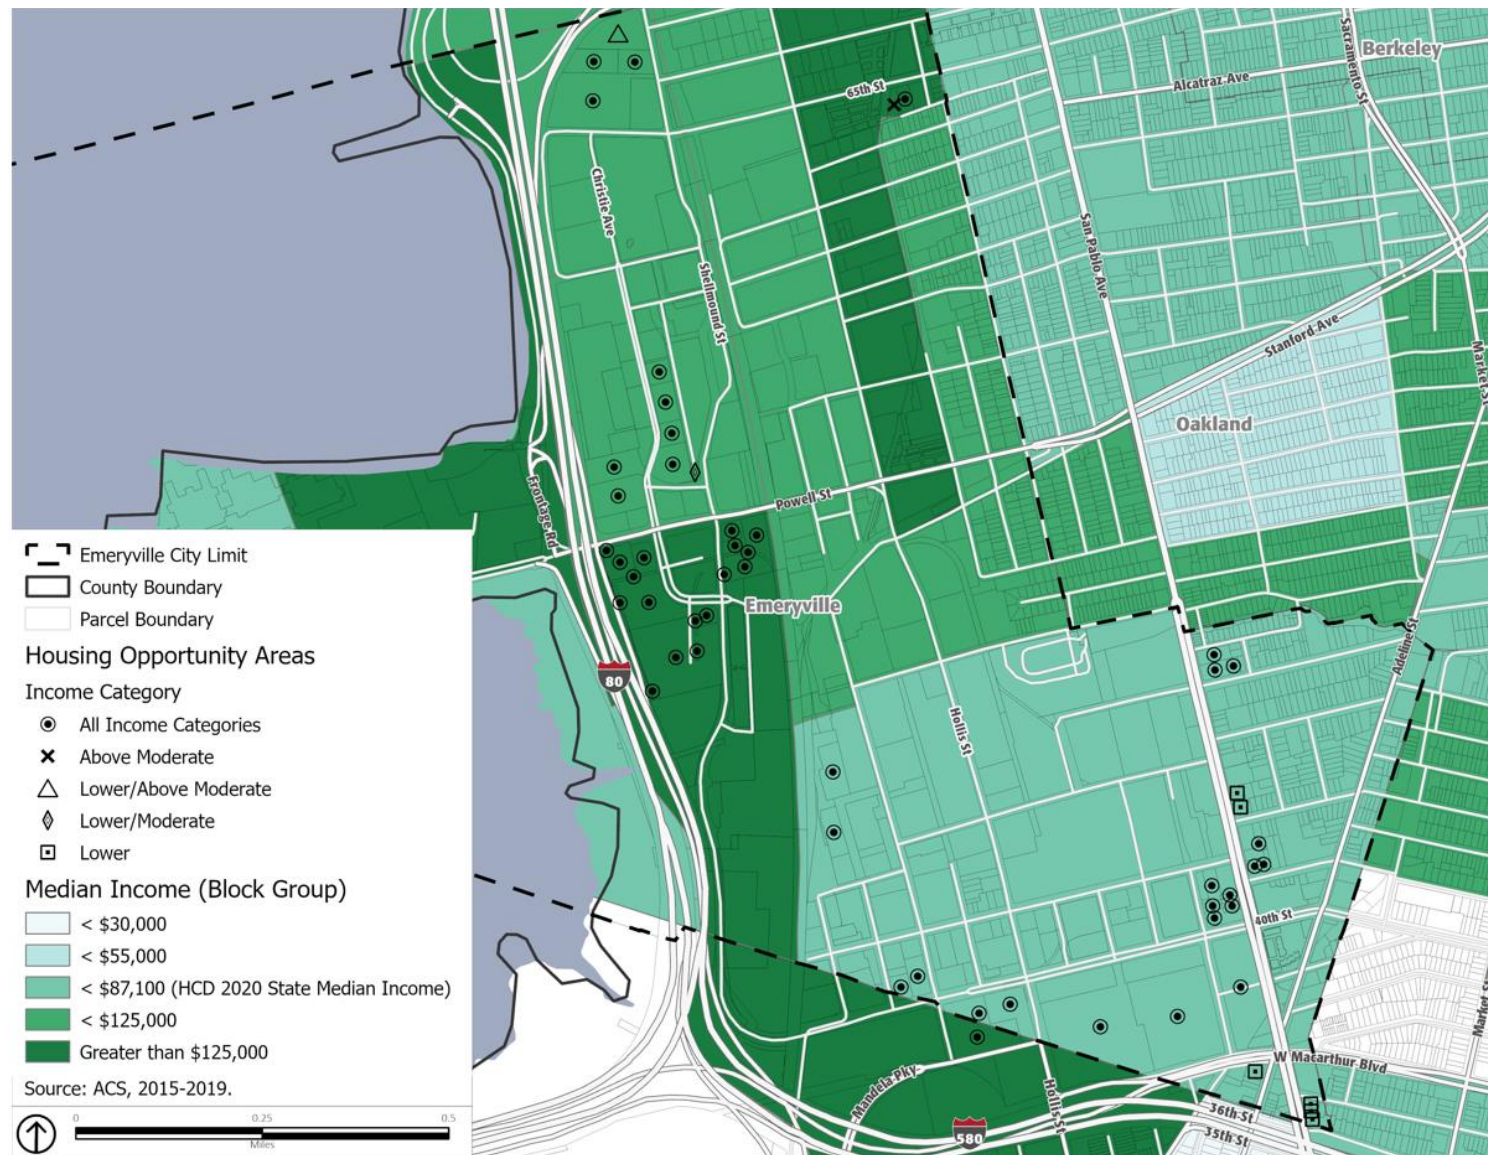 Berkeley
Sacramento St
Alcatraz Ave
65th St
Christie Ave
Shellmound St
San Pablo Ave
Stanford Ave
Market St
Oakland
Powell St
Frontage Rd
Emeryville
Adeline St
80
Hollis St
40th St
Market St
W Macarthur Blvd
Mandela Pky
Hollis St
36th St
35th St
580
Emeryville City Limit
County Boundary
Parcel Boundary
Housing Opportunity Areas
Income Category
All Income Categories
Above Moderate
Lower/Above Moderate
Lower/Moderate
Lower
Median Income (Block Group)
< $30,000
< $55,000
< $87,100 (HCD 2020 State Median Income)
< $125,000
Greater than $125,000
Source: ACS, 2015-2019.
0 0.25 0.5
Miles